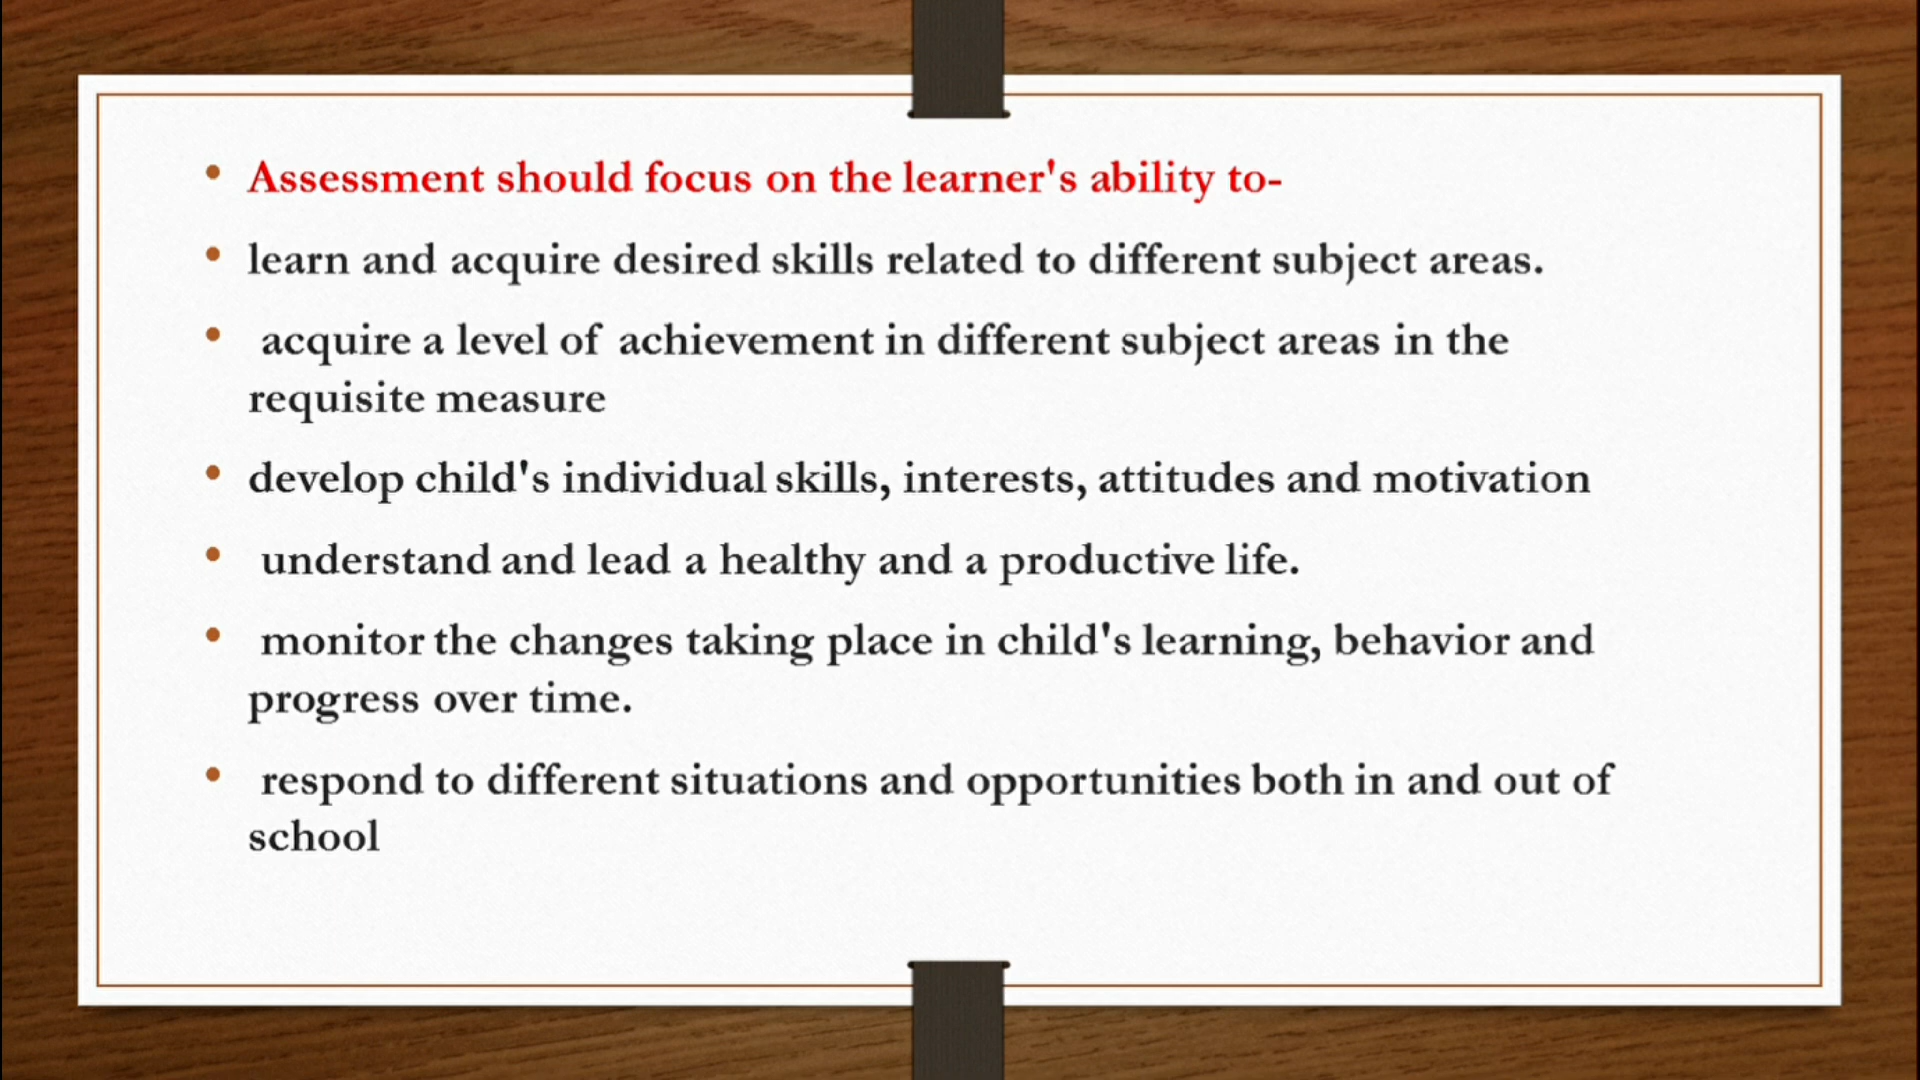 • Assessment should focus on the learner's ability to-
• learn and acquire desired skills related to different subject areas.
• acquire a level of achievement in different subject areas in the
requisite measure
• develop child's individual skills, interests, attitudes and motivation
• understand and lead a healthy and a productive life.
• monitor the changes taking place in child's learning, behavior and
progress over time.
• respond to different situations and opportunities both in and out of
school